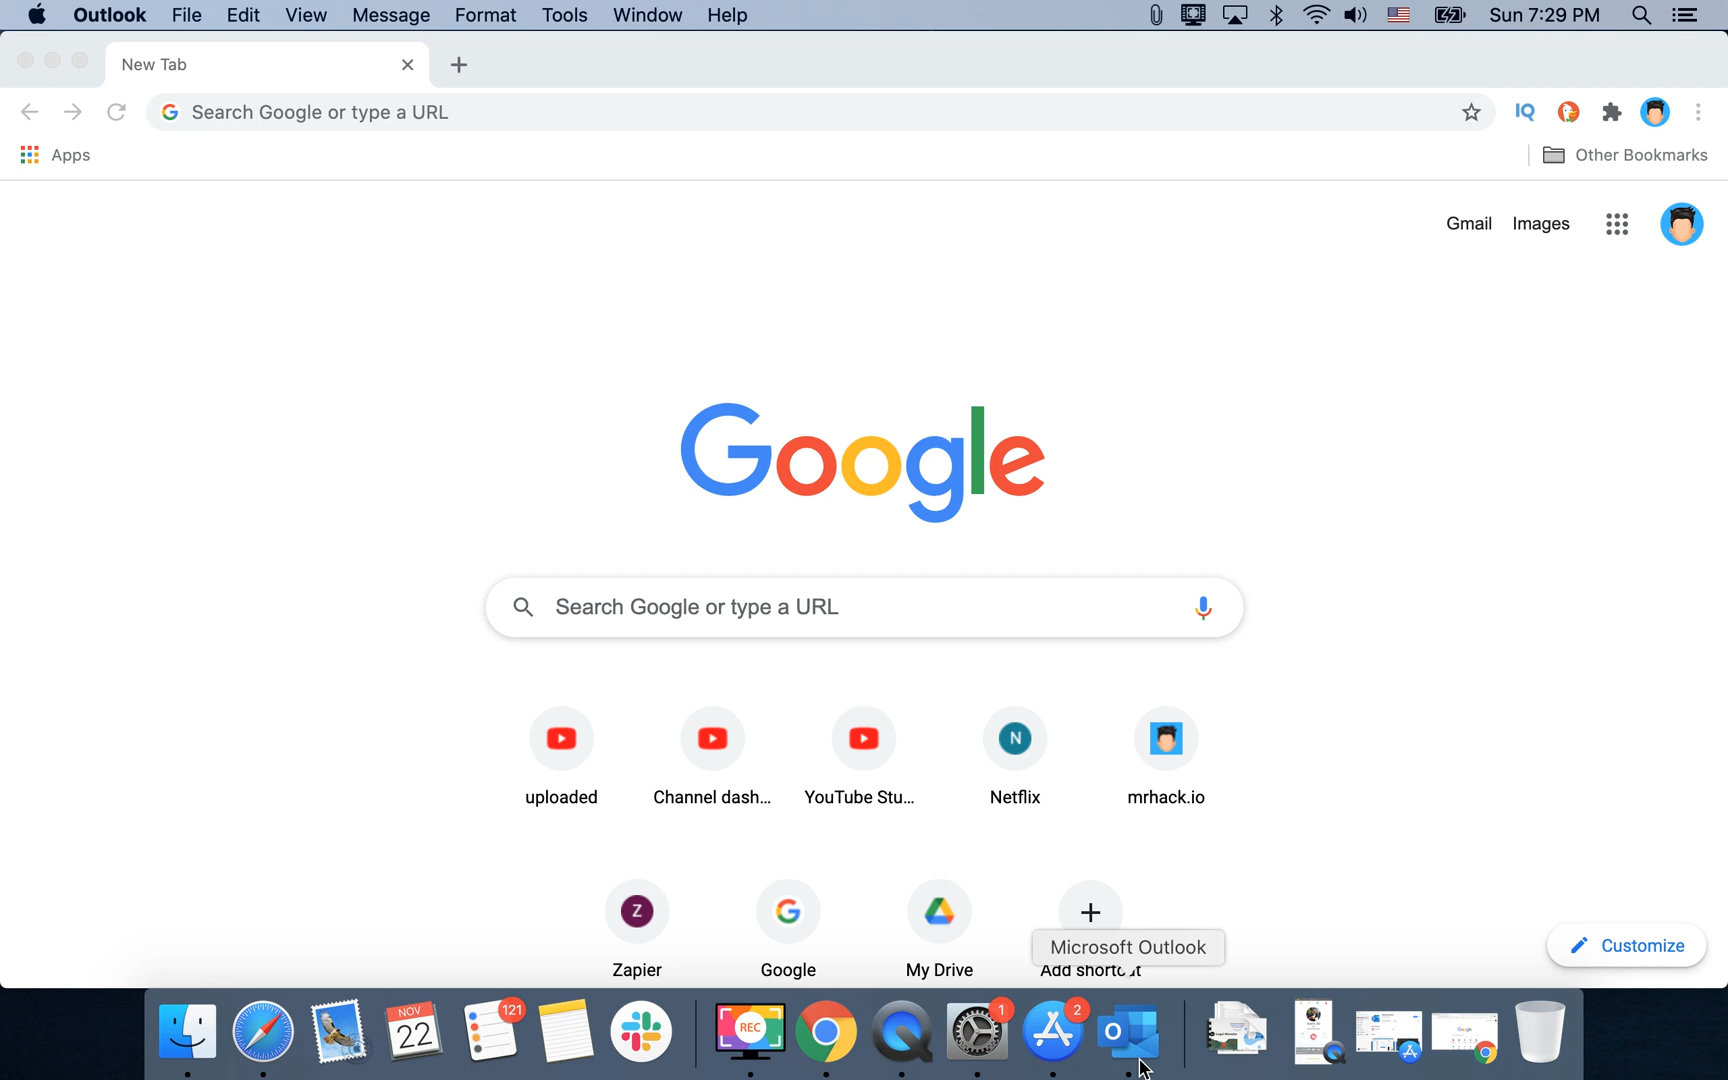 Outlook File Edit View Message Format Tools Window Help Sun 7:29 PM
New Tab
Search Google or type a URL IQ
Apps Other Bookmarks
Gmail Images
Google
Search Google or type a URL
N
uploaded Channel dash... YouTube Stu... Netflix mrhack.io
Z
Microsoft Outlook
Customize
Zapier Google My Drive Add shortcut
NOV
22
121
REC
1
2
O